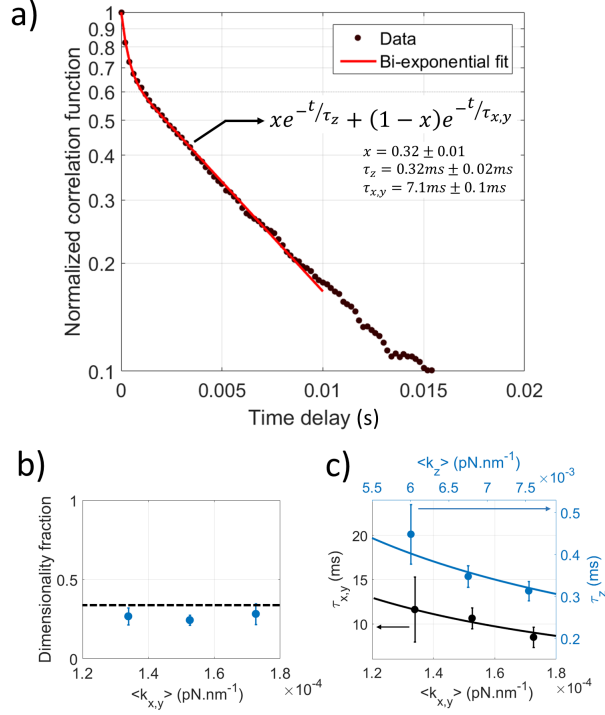 a)
Normalized correlation function
1
0.9
0.8
0.7
0.6
0.5
0.4
0.3
0.2
0.1
Data
Bi-exponential fit
xe^{-t/τ_z} + (1 − x)e^{-t/τ_{x,y}}
x = 0.32 ± 0.01
τ_z = 0.32ms ± 0.02ms
τ_{x,y} = 7.1ms ± 0.1ms
0 0.005 0.01 0.015 0.02
Time delay (s)
b)
Dimensionality fraction
1
0.5
0
1.2 1.4 1.6 1.8
×10^{-4}
<k_{x,y}> (pN.nm^{-1})
c)
<k_z> (pN.nm^{-1})
×10^{-3}
5.5 6 6.5 7 7.5
τ_{x,y} (ms)
20
15
10
0.5
0.4
0.3
0.2
τ_z (ms)
1.2 1.4 1.6 1.8
×10^{-4}
<k_{x,y}> (pN.nm^{-1})